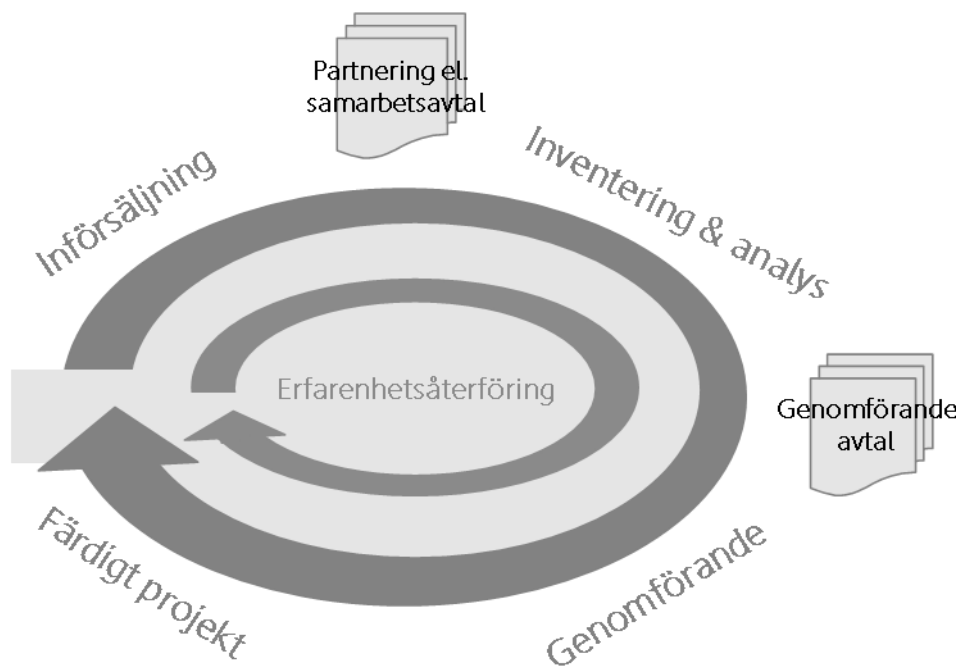 Partnering el.
samarbetsavtal
Införsäljning
Inventering & analys
Erfarenhetsåterföring
Genomförande
avtal
Färdigt projekt
Genomförande